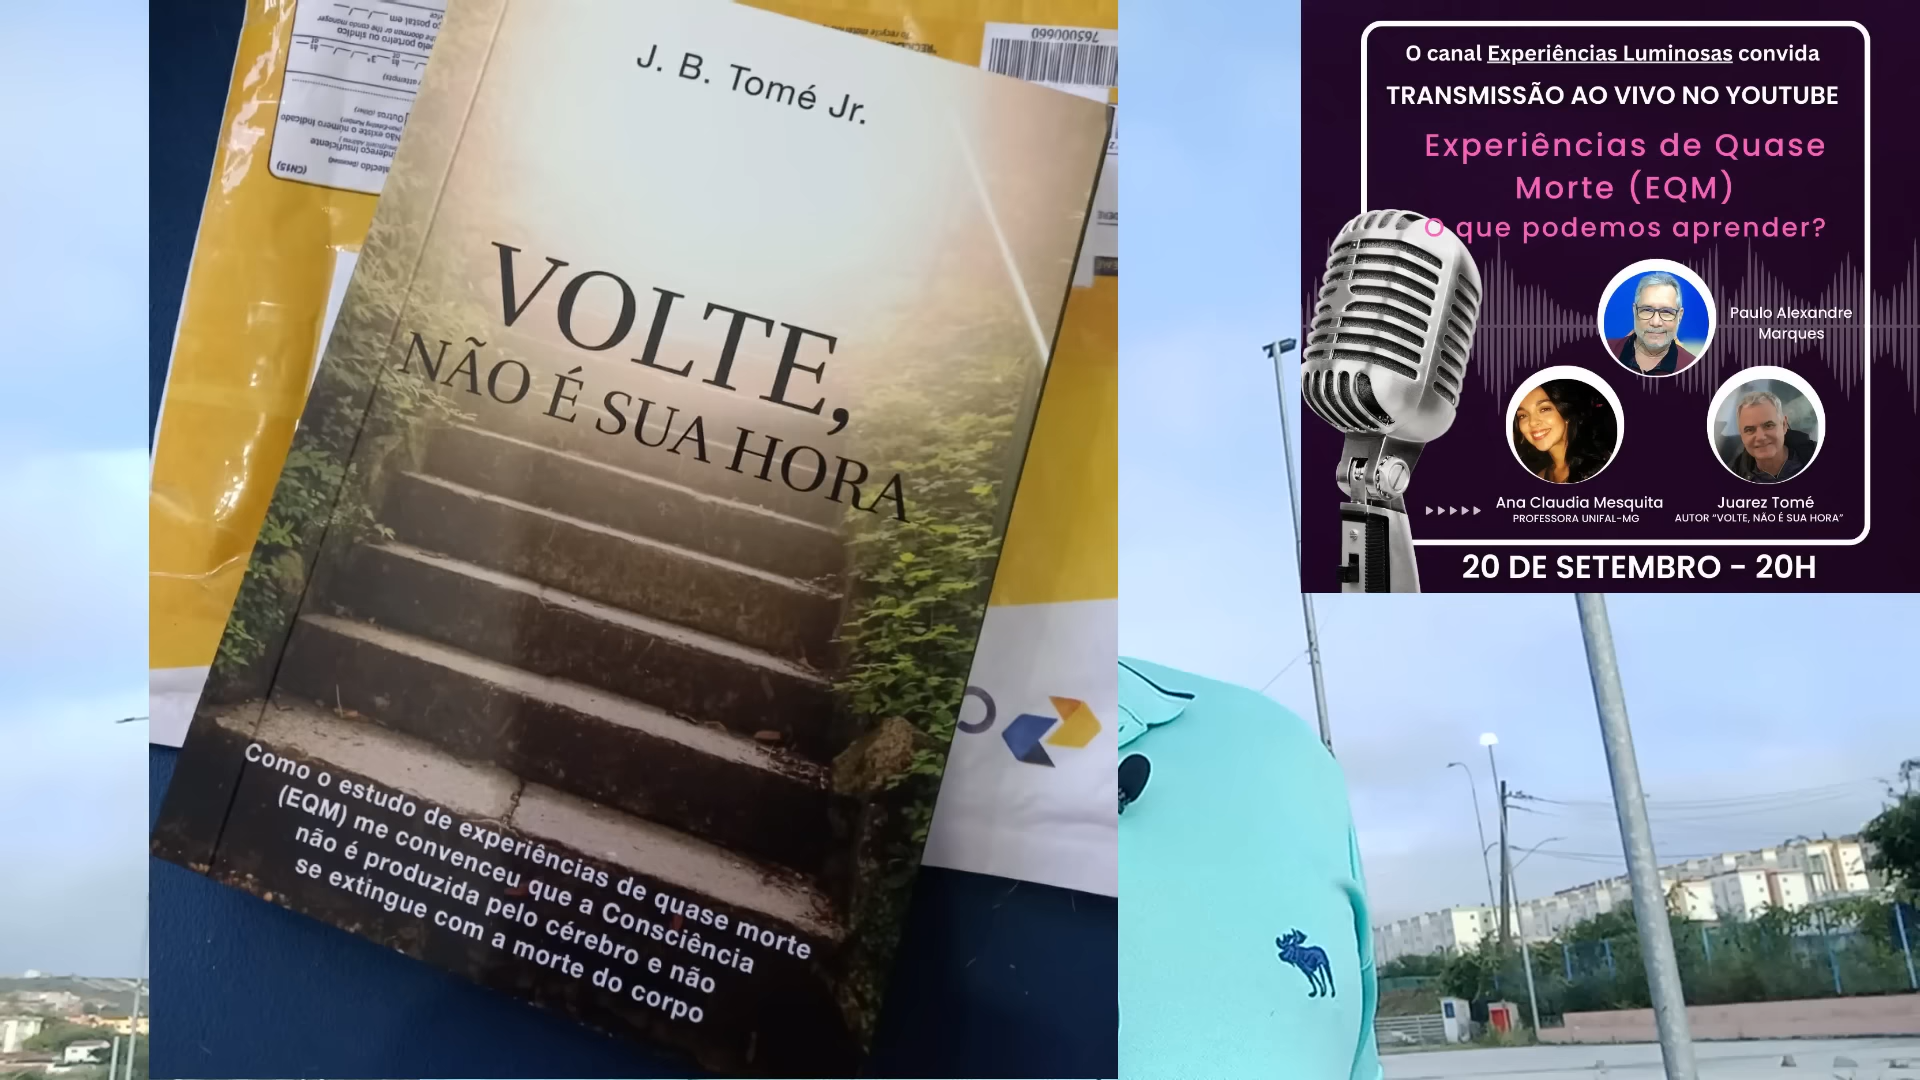 J. B. Tomé Jr.
VOLTE,
NÃO É SUA HORA
Como o estudo de experiências de quase morte
(EQM) me convenceu que a Consciência
não é produzida pelo cérebro e não
se extingue com a morte do corpo
765000660
(CN15)
O canal Experiências Luminosas convida
TRANSMISSÃO AO VIVO NO YOUTUBE
Experiências de Quase
Morte (EQM)
O que podemos aprender?
Paulo Alexandre
Marques
Ana Claudia Mesquita
PROFESSORA UNIFAL-MG
Juarez Tomé
AUTOR “VOLTE, NÃO É SUA HORA”
20 DE SETEMBRO - 20H